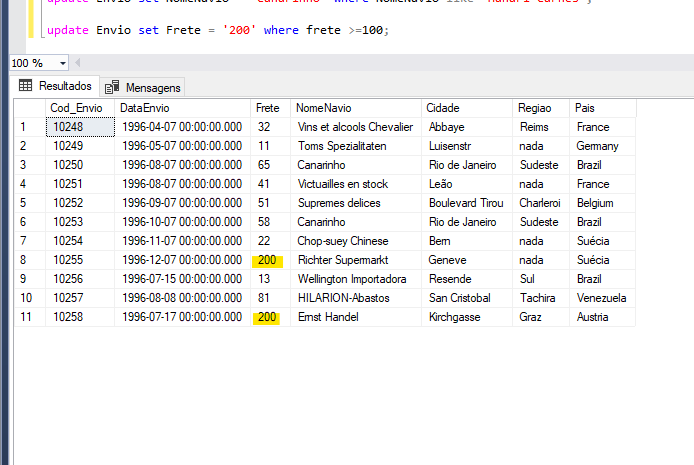 update Envio set Frete = '200' where frete >=100;
100 %
Resultados Mensagens
Cod_Envio DataEnvio Frete NomeNavio Cidade Regiao Pais
1 10248 1996-04-07 00:00:00.000 32 Vins et alcools Chevalier Abbaye Reims France
2 10249 1996-05-07 00:00:00.000 11 Toms Spezialitaten Luisenstr nada Germany
3 10250 1996-08-07 00:00:00.000 65 Canarinho Rio de Janeiro Sudeste Brazil
4 10251 1996-08-07 00:00:00.000 41 Victuailles en stock Leão nada France
5 10252 1996-09-07 00:00:00.000 51 Supremes delices Boulevard Tirou Charleroi Belgium
6 10253 1996-10-07 00:00:00.000 58 Canarinho Rio de Janeiro Sudeste Brazil
7 10254 1996-11-07 00:00:00.000 22 Chop-suey Chinese Bern nada Suécia
8 10255 1996-12-07 00:00:00.000 200 Richter Supermarkt Geneve nada Suécia
9 10256 1996-07-15 00:00:00.000 13 Wellington Importadora Resende Sul Brazil
10 10257 1996-08-08 00:00:00.000 81 HILARION-Abastos San Cristobal Tachira Venezuela
11 10258 1996-07-17 00:00:00.000 200 Ernst Handel Kirchgasse Graz Austria